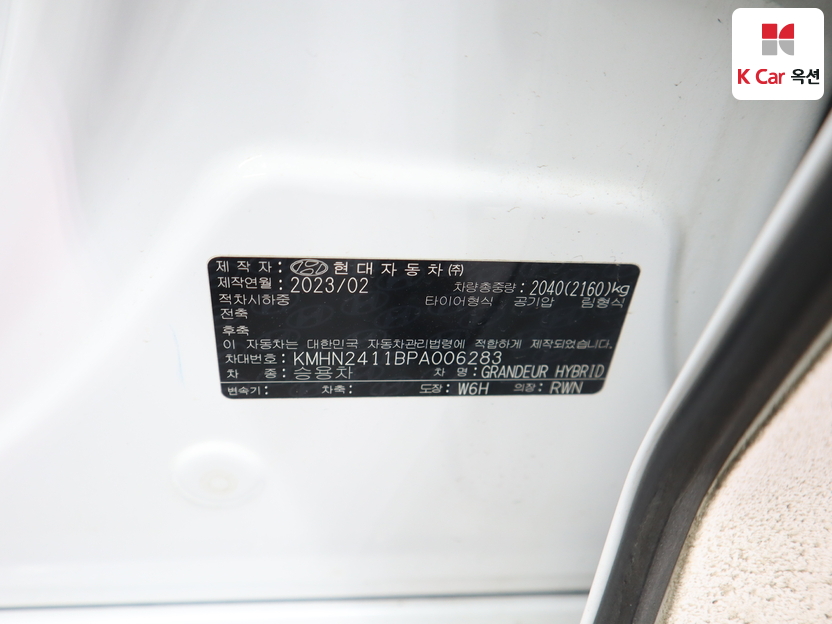 K Car 옥션
제 작 자 : 현대자동차㈜
제작연월 : 2023/02 차량총중량 : 2040(2160)kg
적차시하중 타이어형식 공기압 림형식
전축
후축
이 자동차는 대한민국 자동차관리법령에 적합하게 제작되었습니다.
차대번호 : KMHN2411BPA006283
차 종 : 승용차 차 명 : GRANDEUR HYBRID
변속기 : 차축 : 도장 : W6H 의장 : RWN